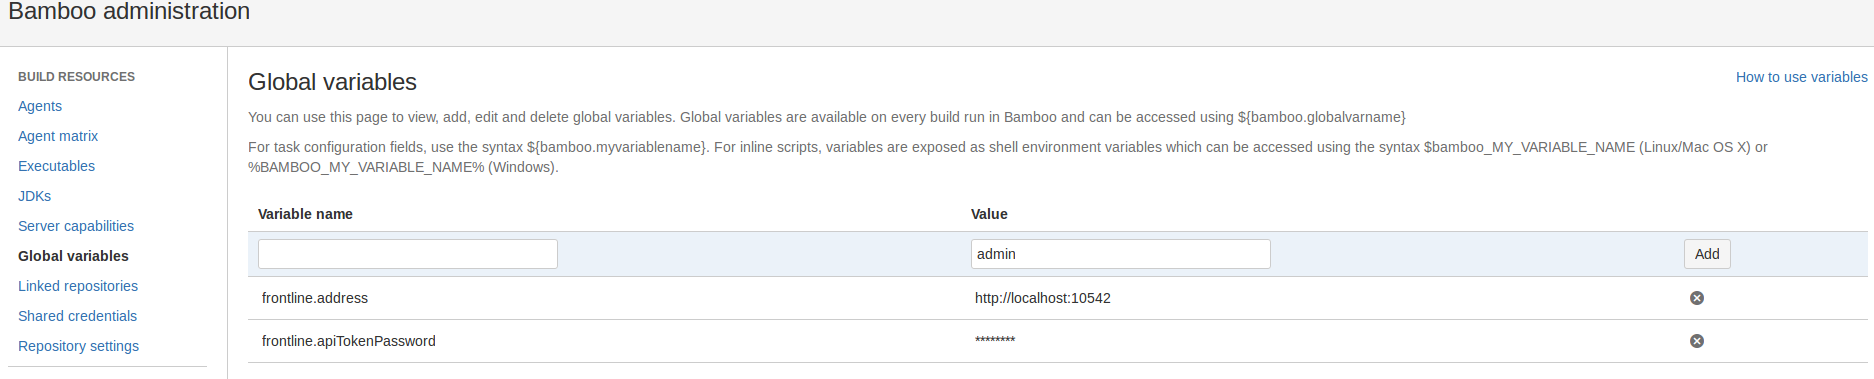 Bamboo administration
BUILD RESOURCES
Agents
Agent matrix
Executables
JDKs
Server capabilities
Global variables
Linked repositories
Shared credentials
Repository settings
Global variables
How to use variables
You can use this page to view, add, edit and delete global variables. Global variables are available on every build run in Bamboo and can be accessed using ${bamboo.globalvarname}
For task configuration fields, use the syntax ${bamboo.myvariablename}. For inline scripts, variables are exposed as shell environment variables which can be accessed using the syntax $bamboo_MY_VARIABLE_NAME (Linux/Mac OS X) or
%BAMBOO_MY_VARIABLE_NAME% (Windows).
Variable name Value
admin Add
frontline.address http://localhost:10542
frontline.apiTokenPassword ********